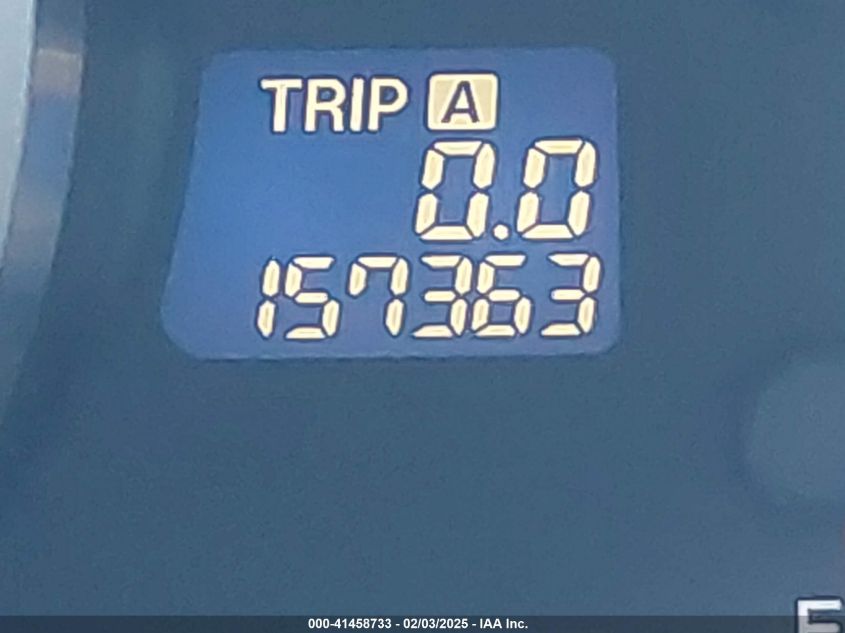 TRIP A
0.0
157363
E
000-41458733 - 02/03/2025 - IAA Inc.